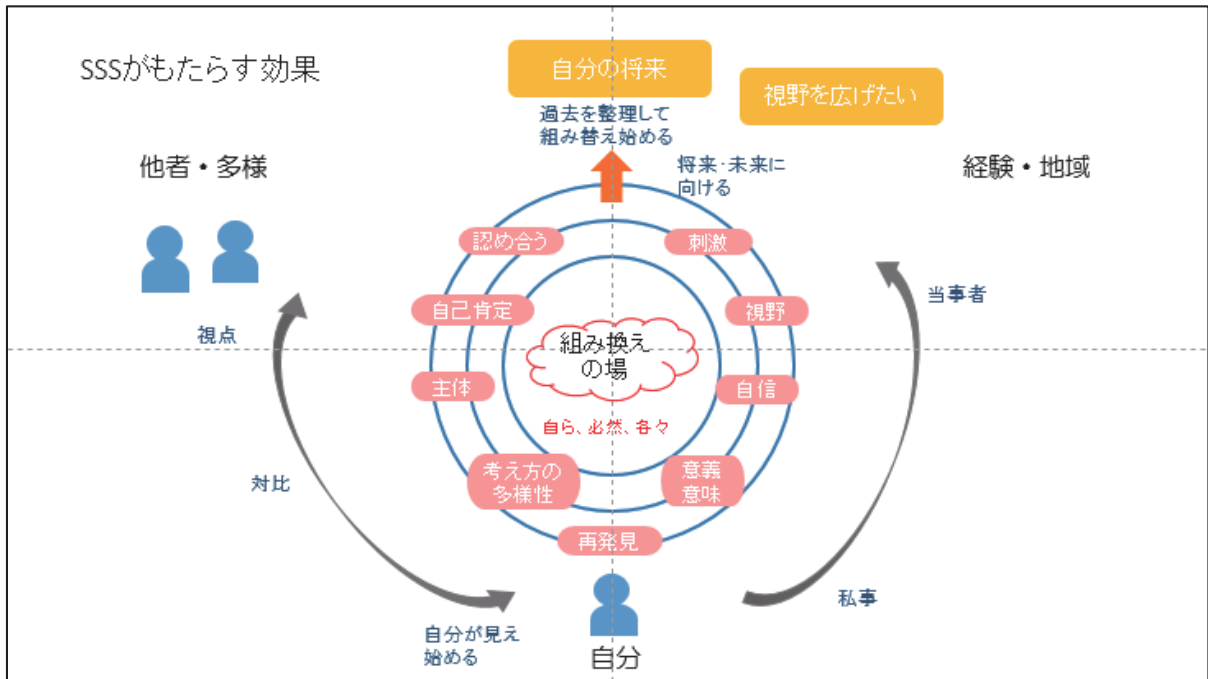 SSSがもたらす効果
自分の将来
視野を広げたい
過去を整理して
組み替え始める
将来・未来に
向ける
他者・多様
経験・地域
認め合う
刺激
自己肯定
視野
当事者
視点
組み換え
の場
主体
自信
自ら、必然、各々
考え方の
多様性
意義
意味
対比
再発見
私事
自分が見え
始める
自分